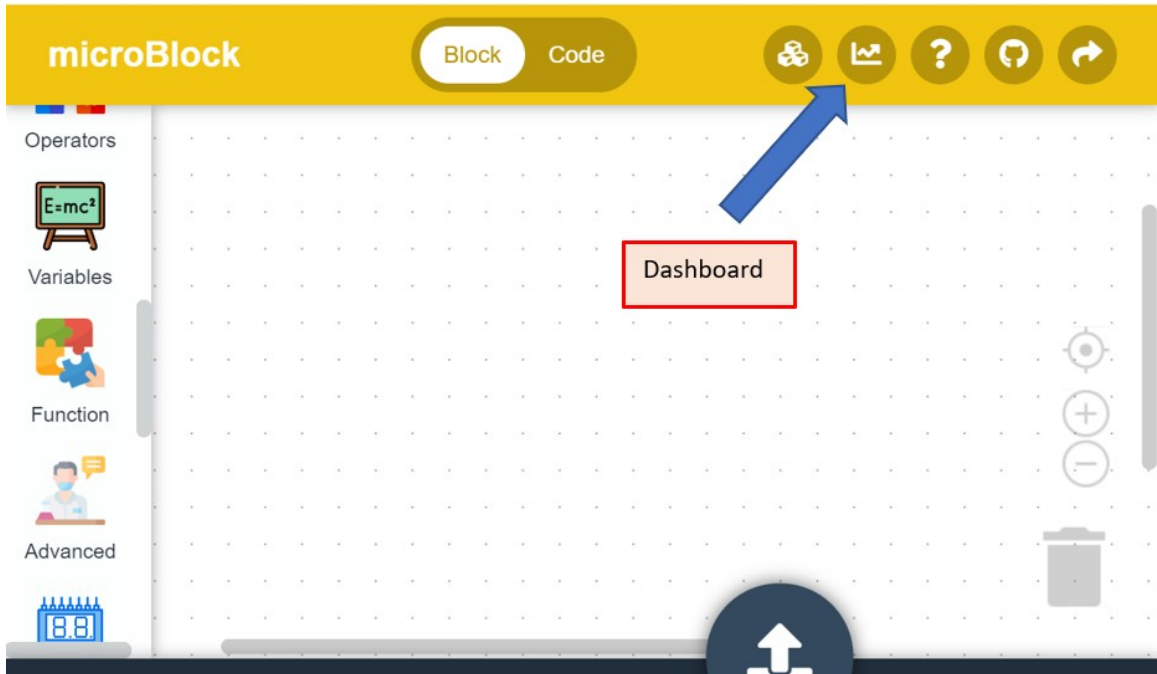 microBlock
Block Code
?
Operators
E=mc²
Variables
Dashboard
Function
Advanced
8.8.